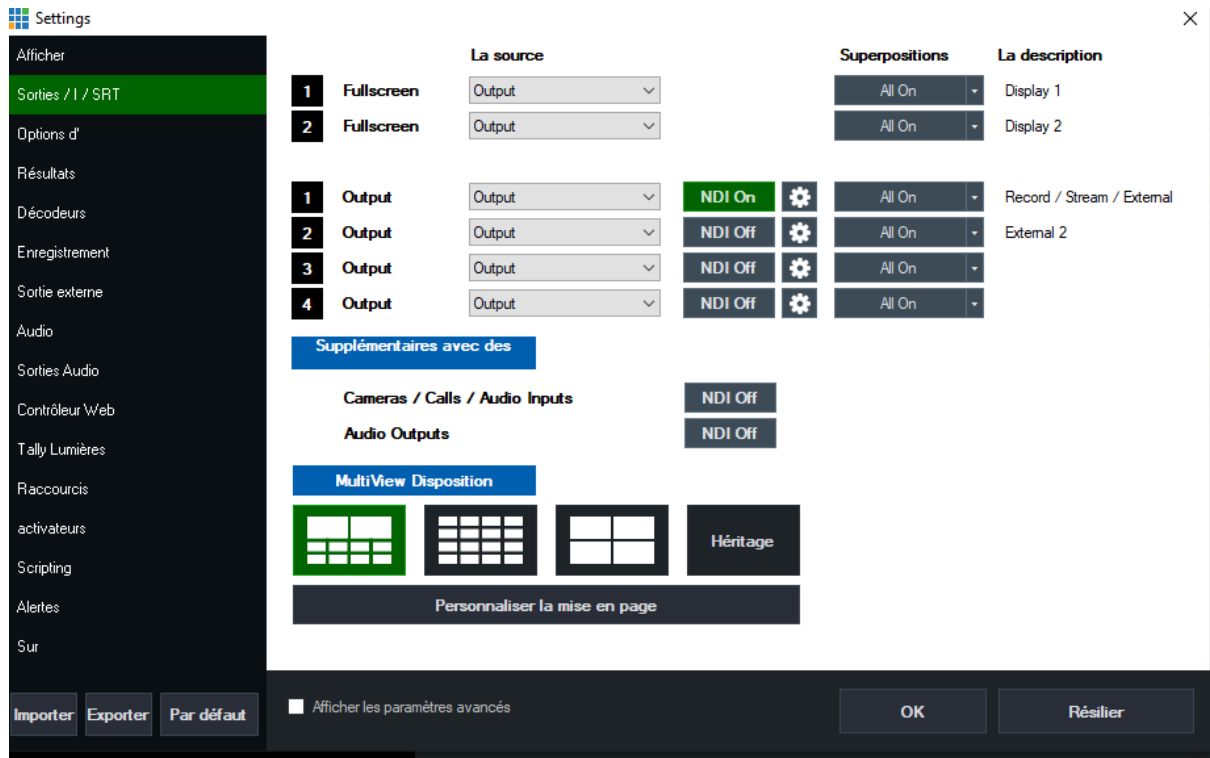 Settings
Afficher
Sorties / I / SRT
Options d'
Résultats
Décodeurs
Enregistrement
Sortie externe
Audio
Sorties Audio
Contrôleur Web
Tally Lumières
Raccourcis
activateurs
Scripting
Alertes
Sur
Importer Exporter Par défaut
La source Superpositions La description
1 Fullscreen Output All On Display 1
2 Fullscreen Output All On Display 2
1 Output Output NDI On All On Record / Stream / External
2 Output Output NDI Off All On External 2
3 Output Output NDI Off All On
4 Output Output NDI Off All On
Supplémentaires avec des
Cameras / Calls / Audio Inputs NDI Off
Audio Outputs NDI Off
MultiView Disposition
Héritage
Personnaliser la mise en page
Afficher les paramètres avancés OK Résilier